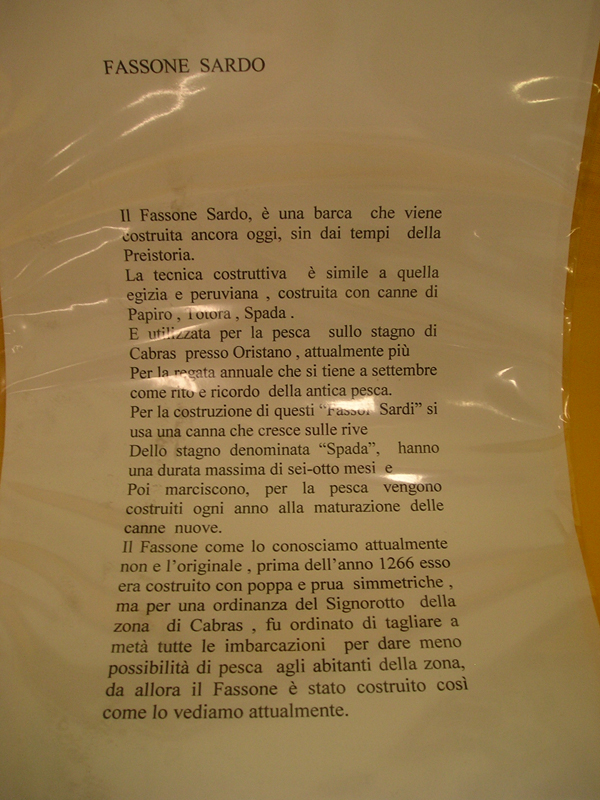 FASSONE SARDO
Il Fassone Sardo, è una barca che viene
costruita ancora oggi, sin dai tempi della
Preistoria.
La tecnica costruttiva è simile a quella
egizia e peruviana , costruita con canne di
Papiro , Totora , Spada .
E utilizzata per la pesca sullo stagno di
Cabras presso Oristano , attualmente più
Per la regata annuale che si tiene a settembre
come rito e ricordo della antica pesca.
Per la costruzione di questi “Fassoi Sardi” si
usa una canna che cresce sulle rive
Dello stagno denominata “Spada”, hanno
una durata massima di sei-otto mesi e
Poi marciscono, per la pesca vengono
costruiti ogni anno alla maturazione delle
canne nuove.
Il Fassone come lo conosciamo attualmente
non e l’originale , prima dell’anno 1266 esso
era costruito con poppa e prua simmetriche ,
ma per una ordinanza del Signorotto della
zona di Cabras , fu ordinato di tagliare a
metà tutte le imbarcazioni per dare meno
possibilità di pesca agli abitanti della zona,
da allora il Fassone è stato costruito così
come lo vediamo attualmente.